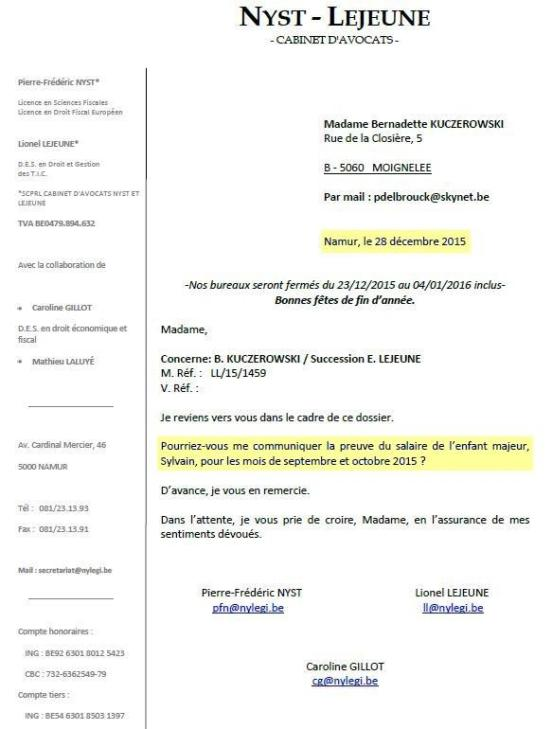 NYST - LEJEUNE
- CABINET D'AVOCATS -
Pierre-Frédéric NYST*
Licence en Sciences Fiscales
Licence en Droit Fiscal Européen
Lionel LEJEUNE*
D.E.S. en Droit et Gestion
des T.I.C.
*SCPRL CABINET D'AVOCATS NYST ET
LEJEUNE
TVA BE0479.894.632
Avec la collaboration de
• Caroline GILLOT
D.E.S. en droit économique et
fiscal
• Mathieu LALUYÉ
Av. Cardinal Mercier, 46
5000 NAMUR
Tél : 081/23.13.93
Fax : 081/23.13.91
Mail : secretariat@nylegi.be
Compte honoraires :
ING : BE92 6301 8012 5423
CBC : 732-6362549-79
Compte tiers :
ING : BE54 6301 8503 1397
Madame Bernadette KUCZEROWSKI
Rue de la Closière, 5
B - 5060 MOIGNELEE
Par mail : pdelbrouck@skynet.be
Namur, le 28 décembre 2015
-Nos bureaux seront fermés du 23/12/2015 au 04/01/2016 inclus-
Bonnes fêtes de fin d'année.
Madame,
Concerne: B. KUCZEROWSKI / Succession E. LEJEUNE
M. Réf. : LL/15/1459
V. Réf. :
Je reviens vers vous dans le cadre de ce dossier.
Pourriez-vous me communiquer la preuve du salaire de l'enfant majeur,
Sylvain, pour les mois de septembre et octobre 2015 ?
D'avance, je vous en remercie.
Dans l'attente, je vous prie de croire, Madame, en l'assurance de mes
sentiments dévoués.
Pierre-Frédéric NYST
pfn@nylegi.be
Lionel LEJEUNE
ll@nylegi.be
Caroline GILLOT
cg@nylegi.be